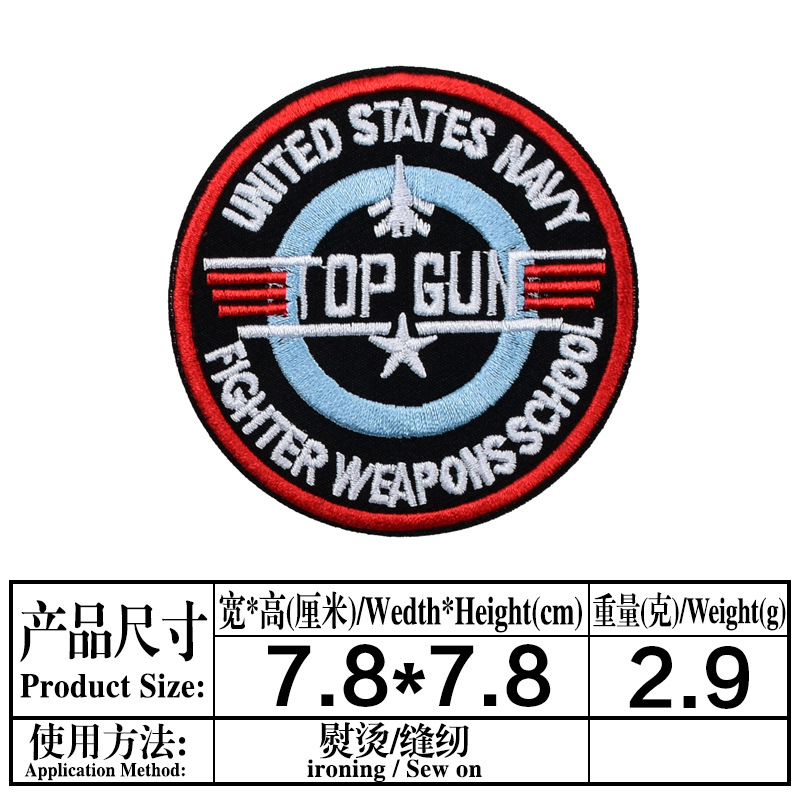 UNITED STATES NAVY
TOP GUN
FIGHTER WEAPONS SCHOOL
产品尺寸
Product Size:
宽*高(厘米)/Wedth*Height(cm)
7.8*7.8
重量(克)/Weight(g)
2.9
使用方法:
Application Method:
熨烫/缝纫
ironing / Sew on